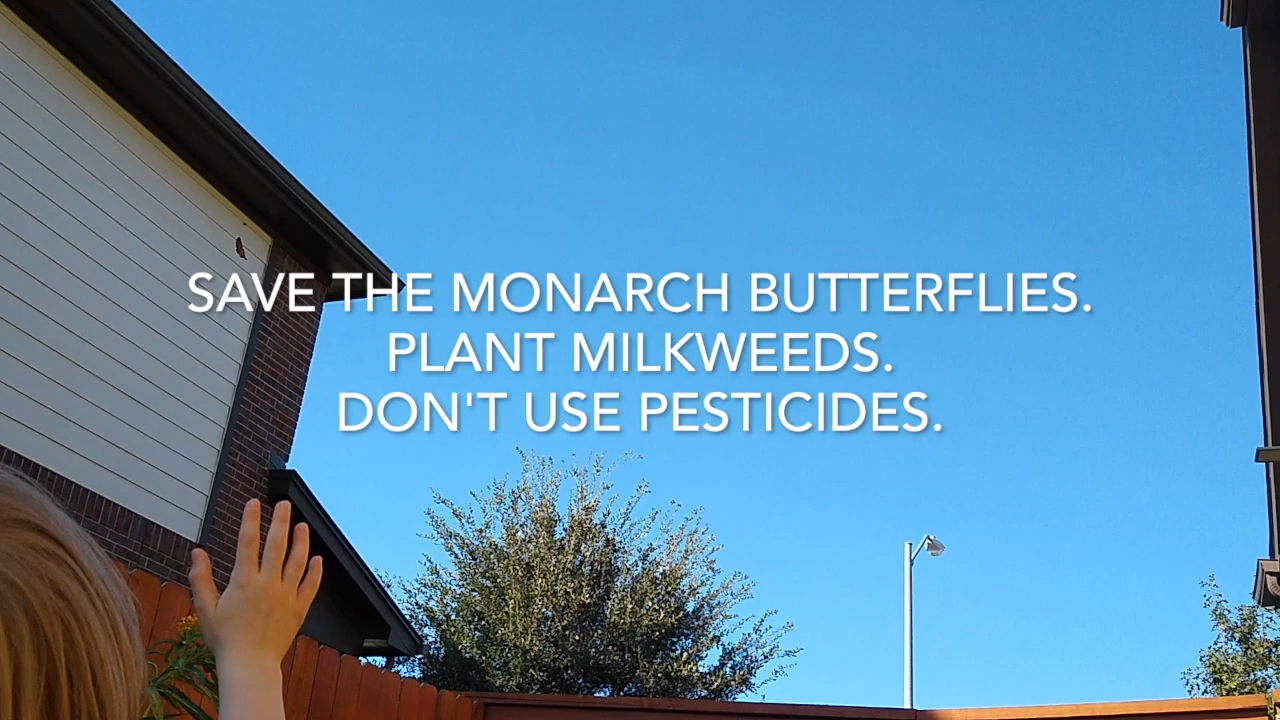 SAVE THE MONARCH BUTTERFLIES.
PLANT MILKWEEDS.
DON'T USE PESTICIDES.